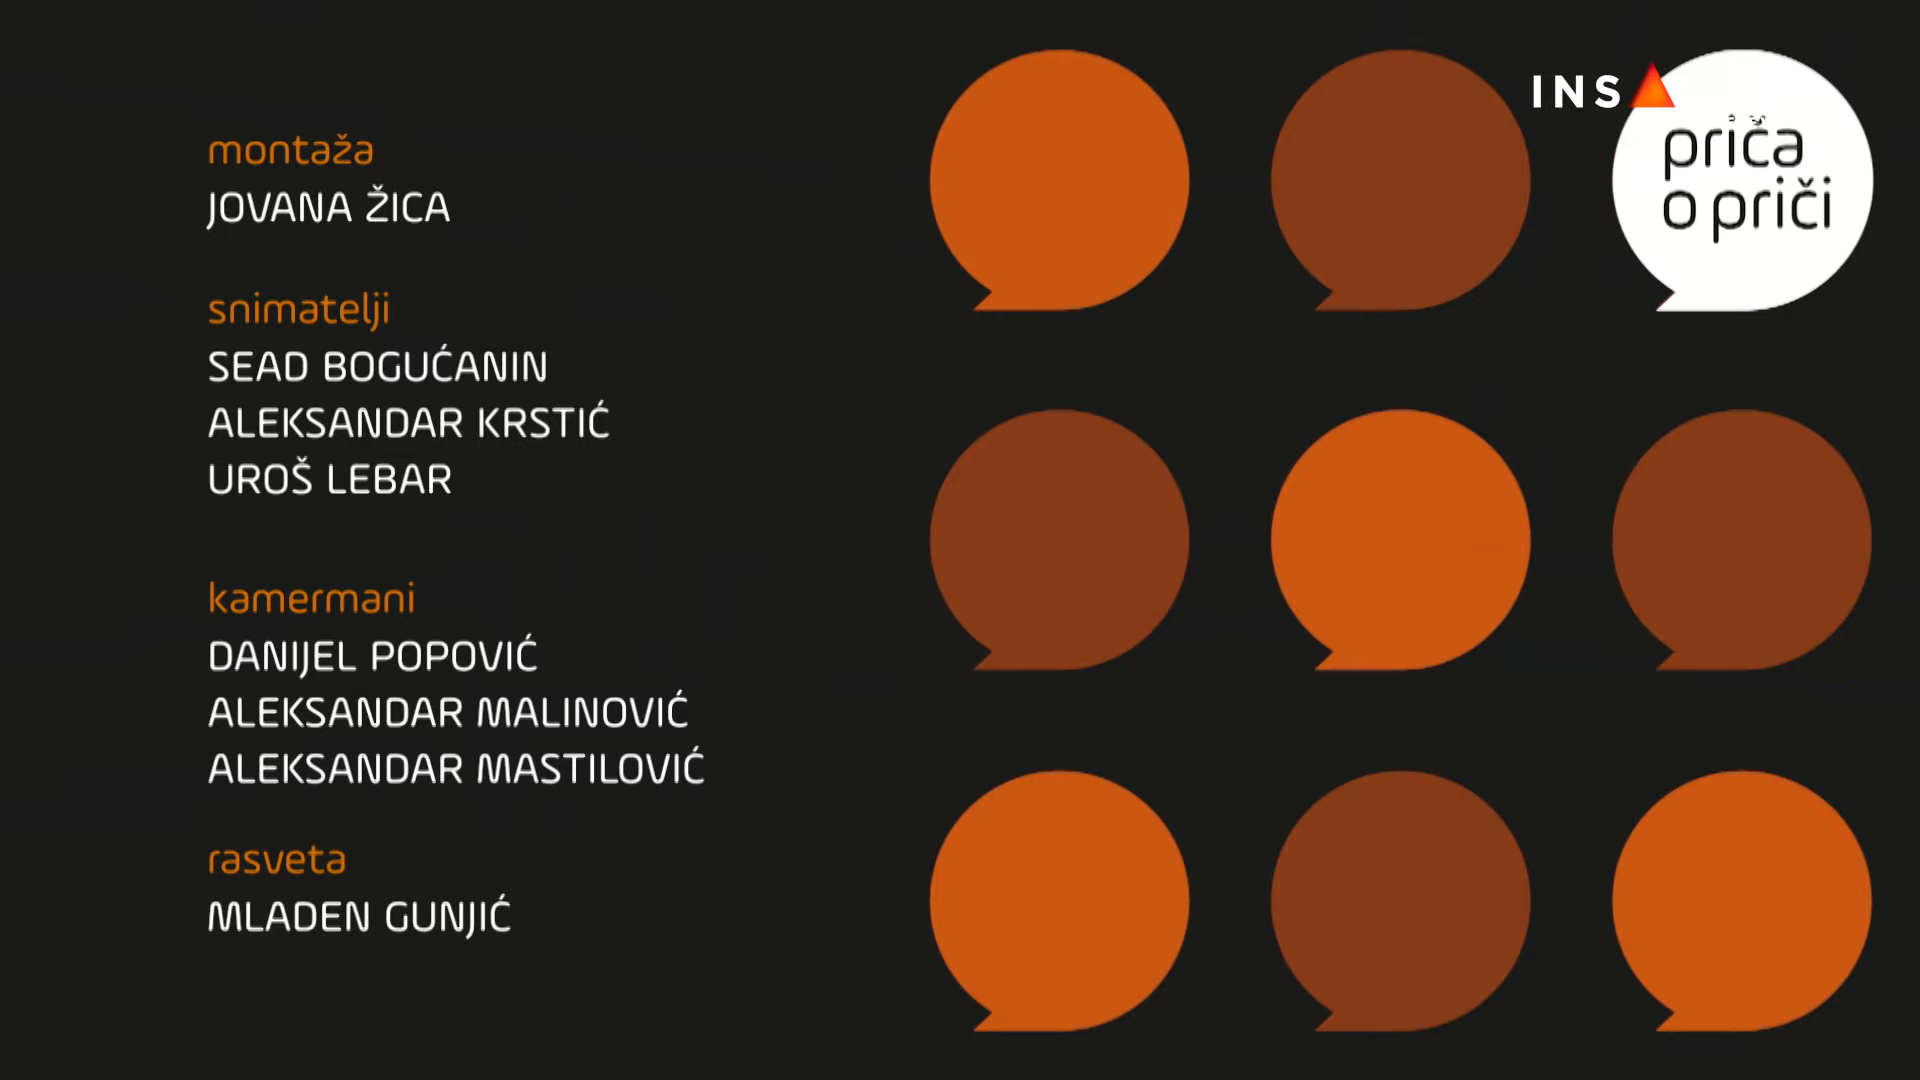 montaža
JOVANA ŽICA
snimatelji
SEAD BOGUĆANIN
ALEKSANDAR KRSTIĆ
UROŠ LEBAR
kamermani
DANIJEL POPOVIĆ
ALEKSANDAR MALINOVIĆ
ALEKSANDAR MASTILOVIĆ
rasveta
MLADEN GUNJIĆ
INS
priča
o priči